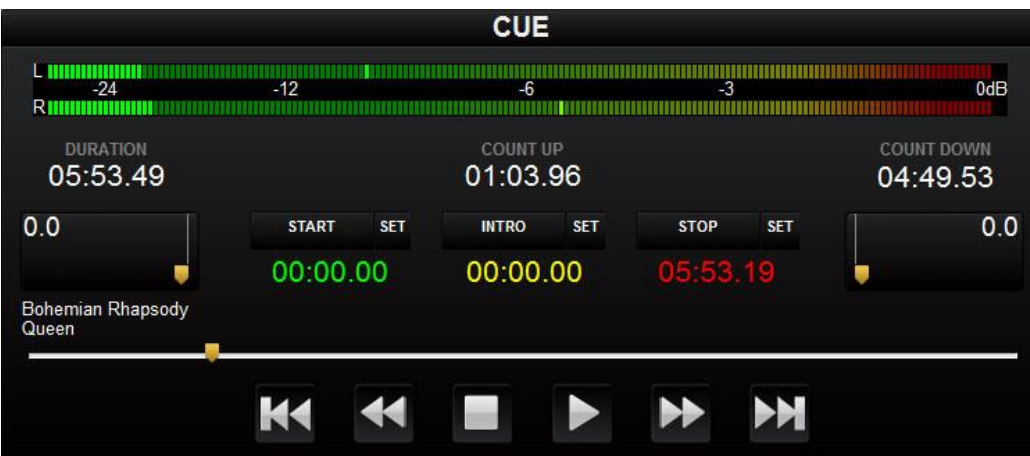 CUE
L
-24 -12 -6 -3 0dB
R
DURATION COUNT UP COUNT DOWN
05:53.49 01:03.96 04:49.53
0.0 START SET INTRO SET STOP SET 0.0
00:00.00 00:00.00 05:53.19
Bohemian Rhapsody
Queen